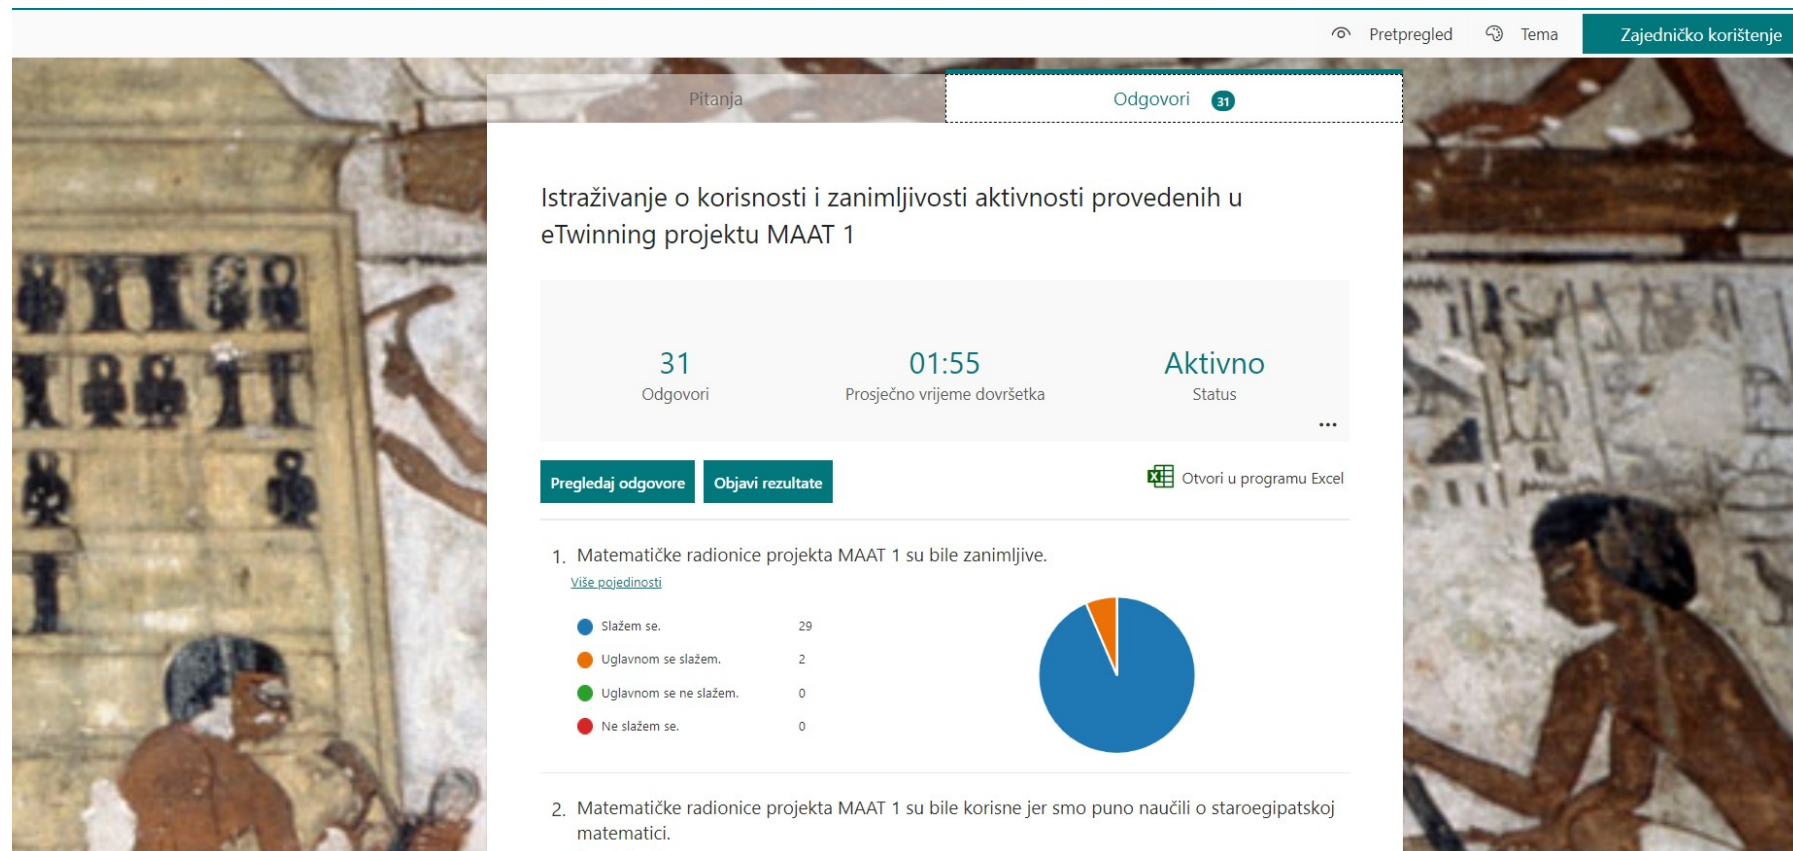 Pretpregled
Tema
Zajedničko korištenje
Pitanja
Odgovori 31
Istraživanje o korisnosti i zanimljivosti aktivnosti provedenih u
eTwinning projektu MAAT 1
31
Odgovori
01:55
Prosječno vrijeme dovršetka
Aktivno
Status
Pregledaj odgovore
Objavi rezultate
Otvori u programu Excel
1. Matematičke radionice projekta MAAT 1 su bile zanimljive.
Više pojedinosti
Slažem se. 29
Uglavnom se slažem. 2
Uglavnom se ne slažem. 0
Ne slažem se. 0
2. Matematičke radionice projekta MAAT 1 su bile korisne jer smo puno naučili o staroegipatskoj
matematici.